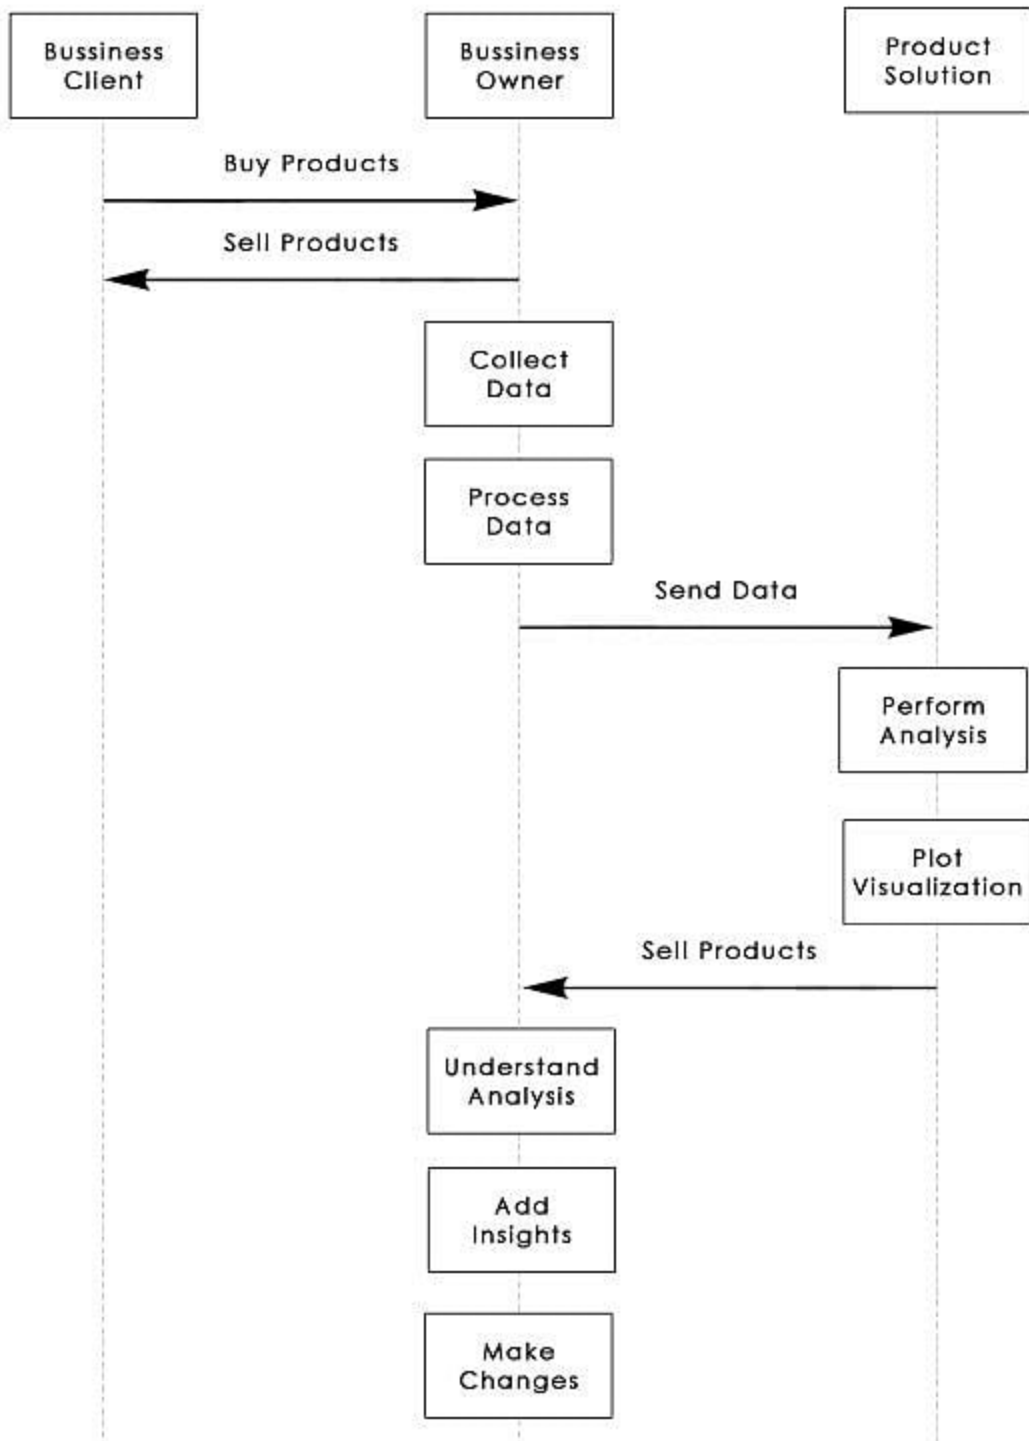 Bussiness
Client
Bussiness
Owner
Product
Solution
Buy Products
Sell Products
Collect
Data
Process
Data
Send Data
Perform
Analysis
Plot
Visualization
Sell Products
Understand
Analysis
Add
Insights
Make
Changes